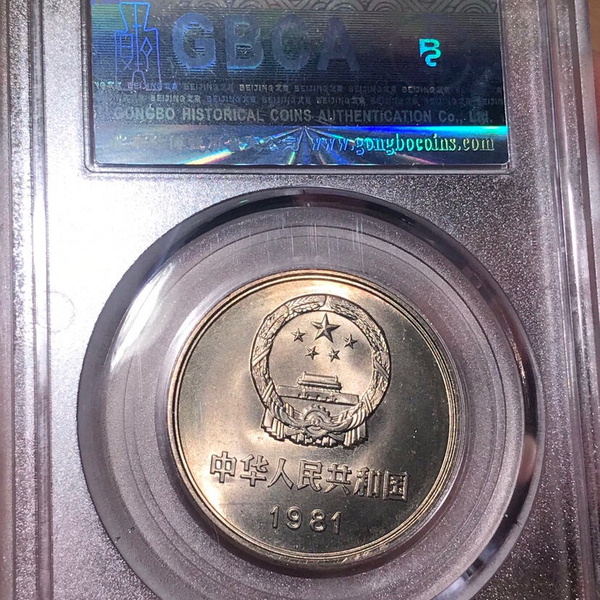 GBCA
GONGBO HISTORICAL COINS AUTHENTICATION Co., Ltd.
www.gongbocoins.com
中华人民共和国
1981